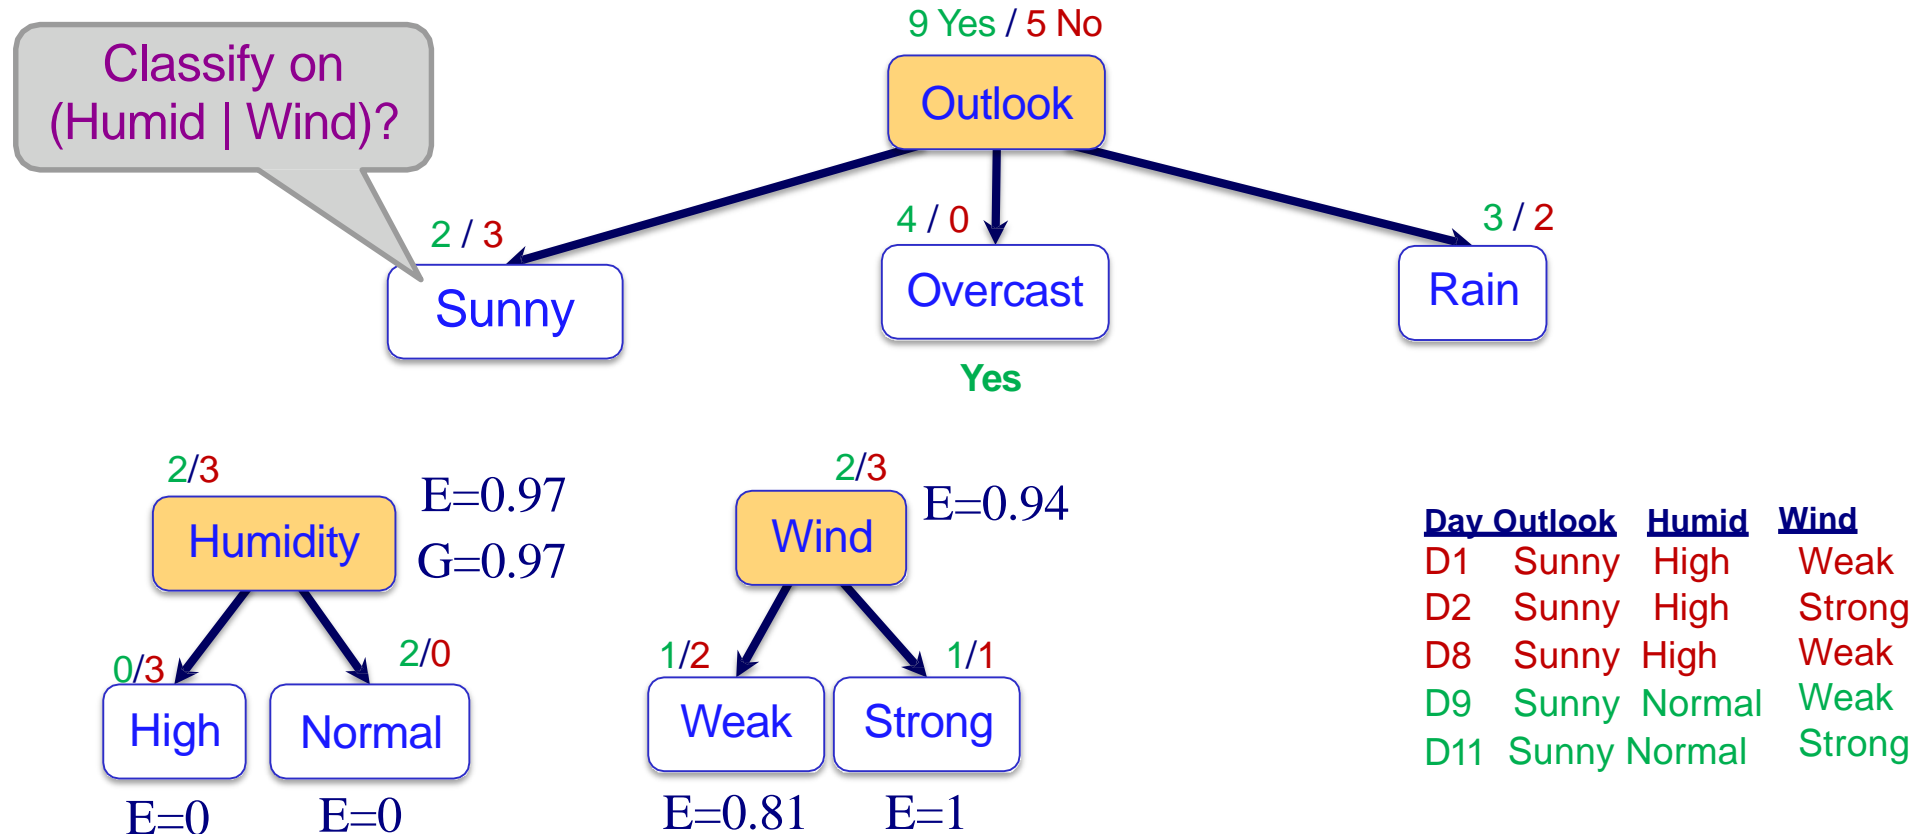 9 Yes / 5 No
Classify on
(Humid | Wind)?
Outlook
2 / 3
4 / 0
3 / 2
Sunny
Overcast
Rain
Yes
2/3
E=0.97
Humidity
G=0.97
2/3
E=0.94
Wind
0/3
2/0
High
Normal
E=0
E=0
1/2
1/1
Weak
Strong
E=0.81
E=1
Day Outlook Humid Wind
D1 Sunny High Weak
D2 Sunny High Strong
D8 Sunny High Weak
D9 Sunny Normal Weak
D11 Sunny Normal Strong